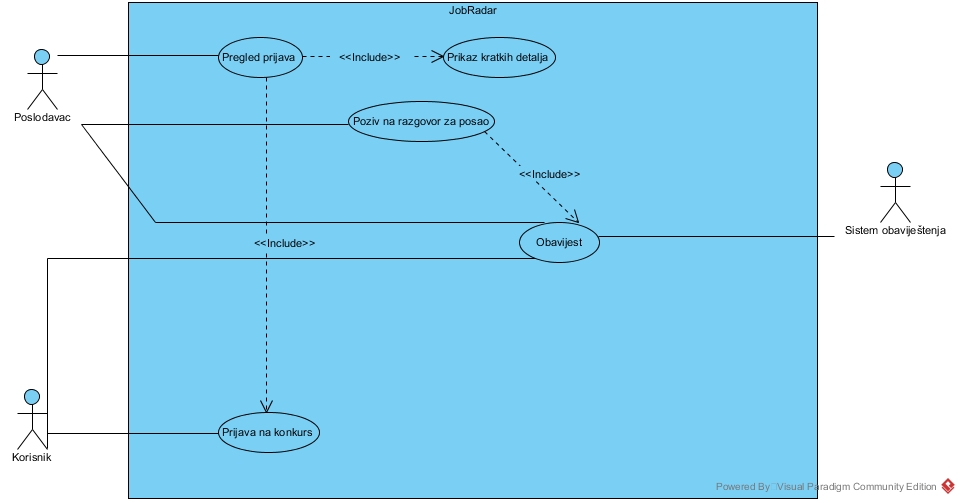 JobRadar
Pregled prijava
<<Include>>
Prikaz kratkih detalja
Poslodavac
Poziv na razgovor za posao
<<Include>>
Sistem obaviještenja
<<Include>>
Obavijest
Prijava na konkurs
Korisnik
Powered By Visual Paradigm Community Edition